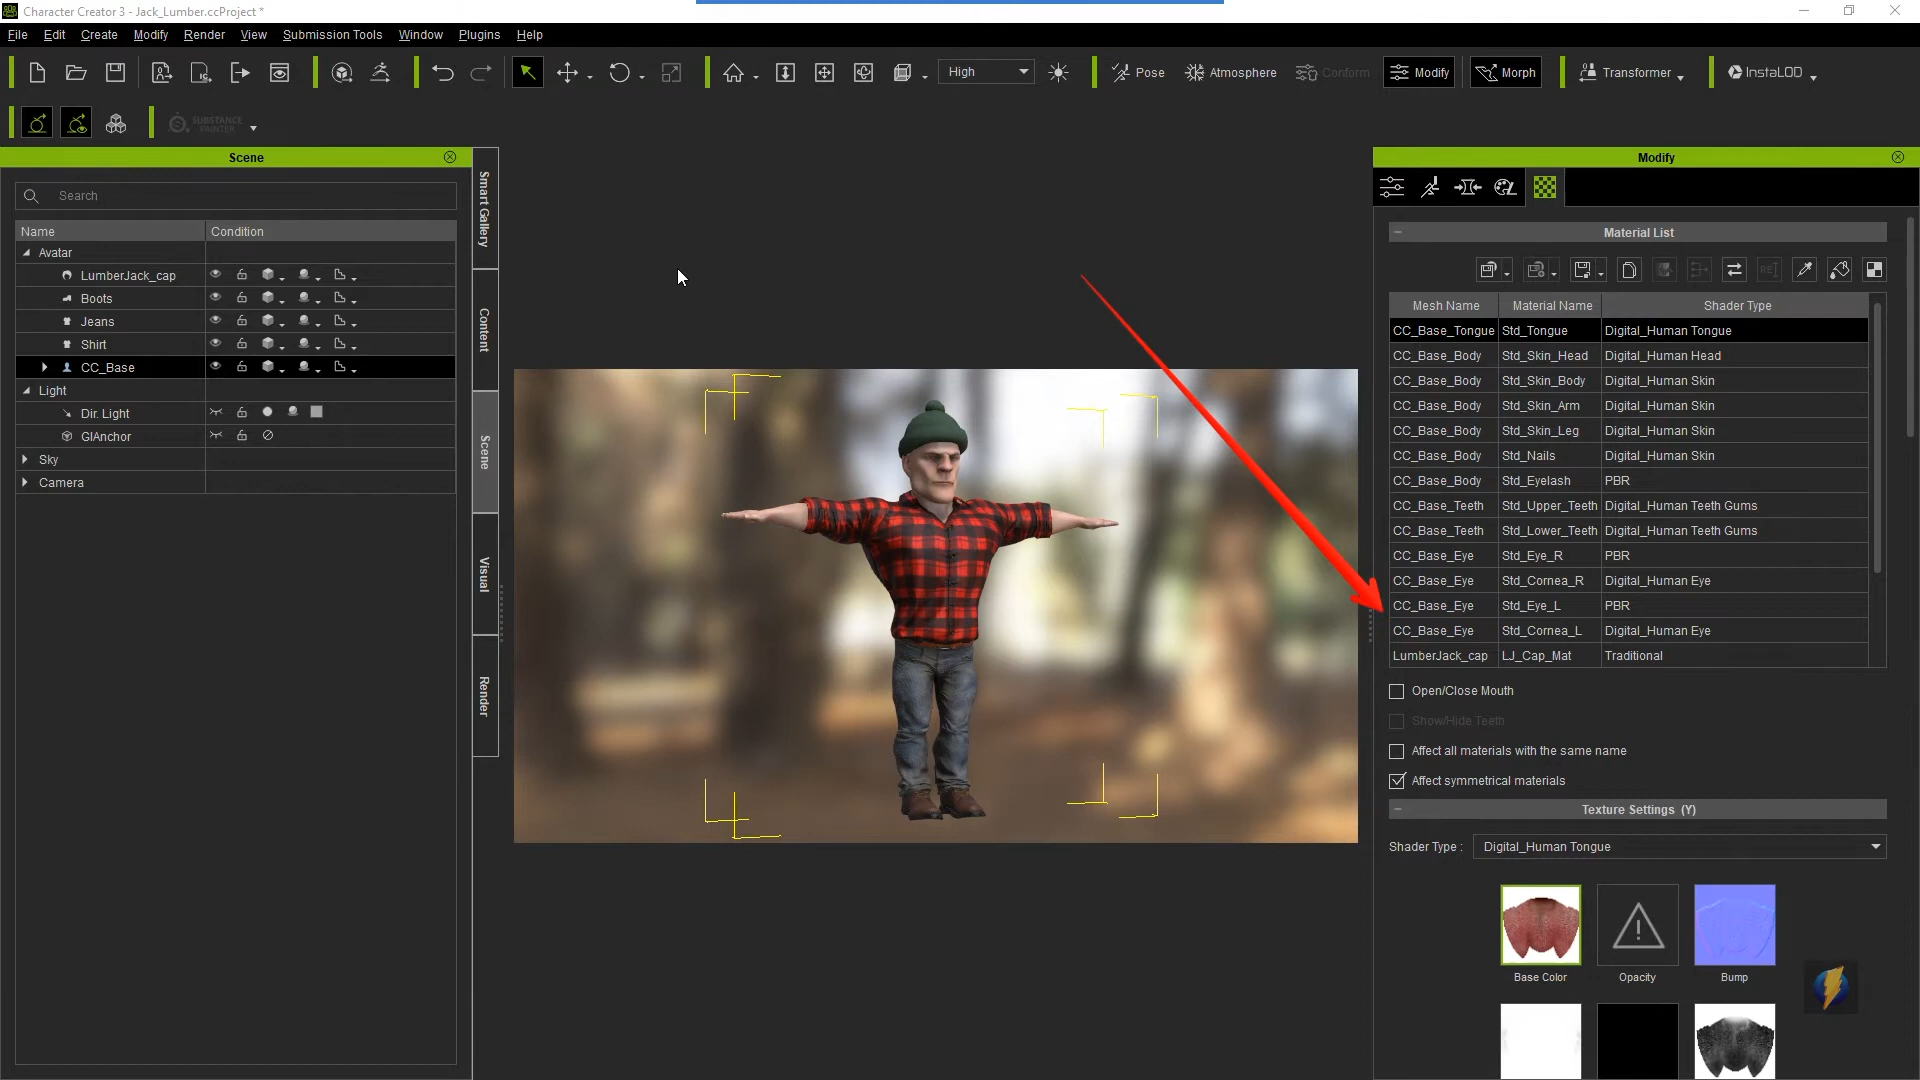 Character Creator 3 - Jack_Lumber.ccProject *
File Edit Create Modify Render View Submission Tools Window Plugins Help
High Pose Atmosphere Conform Modify Morph Transformer InstaLOD
SUBSTANCE
PAINTER
Scene
Search
Name Condition
Avatar
LumberJack_cap
Boots
Jeans
Shirt
CC_Base
Light
Dir. Light
GIAnchor
Sky
Camera
Smart Gallery
Content
Scene
Visual
Render
Modify
Material List
Mesh Name Material Name Shader Type
CC_Base_Tongue Std_Tongue Digital_Human Tongue
CC_Base_Body Std_Skin_Head Digital_Human Head
CC_Base_Body Std_Skin_Body Digital_Human Skin
CC_Base_Body Std_Skin_Arm Digital_Human Skin
CC_Base_Body Std_Skin_Leg Digital_Human Skin
CC_Base_Body Std_Nails Digital_Human Skin
CC_Base_Body Std_Eyelash PBR
CC_Base_Teeth Std_Upper_Teeth Digital_Human Teeth Gums
CC_Base_Teeth Std_Lower_Teeth Digital_Human Teeth Gums
CC_Base_Eye Std_Eye_R PBR
CC_Base_Eye Std_Cornea_R Digital_Human Eye
CC_Base_Eye Std_Eye_L PBR
CC_Base_Eye Std_Cornea_L Digital_Human Eye
LumberJack_cap LJ_Cap_Mat Traditional
Open/Close Mouth
Show/Hide Teeth
Affect all materials with the same name
Affect symmetrical materials
Texture Settings (Y)
Shader Type : Digital_Human Tongue
Base Color Opacity Bump